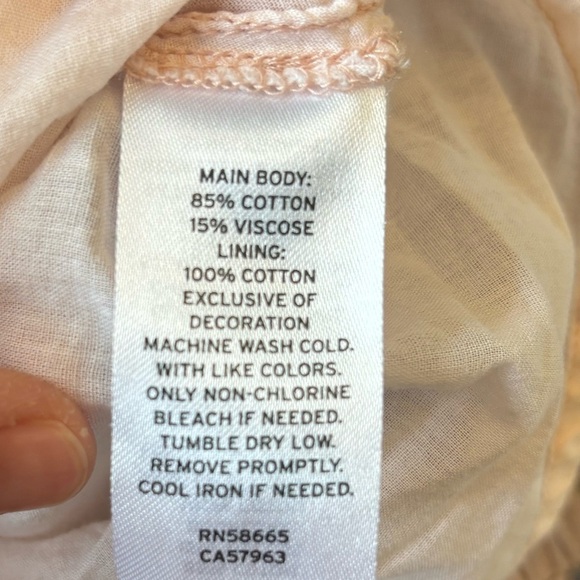 MAIN BODY:
85% COTTON
15% VISCOSE
LINING:
100% COTTON
EXCLUSIVE OF
DECORATION
MACHINE WASH COLD.
WITH LIKE COLORS.
ONLY NON-CHLORINE
BLEACH IF NEEDED.
TUMBLE DRY LOW.
REMOVE PROMPTLY.
COOL IRON IF NEEDED.
RN58665
CA57963